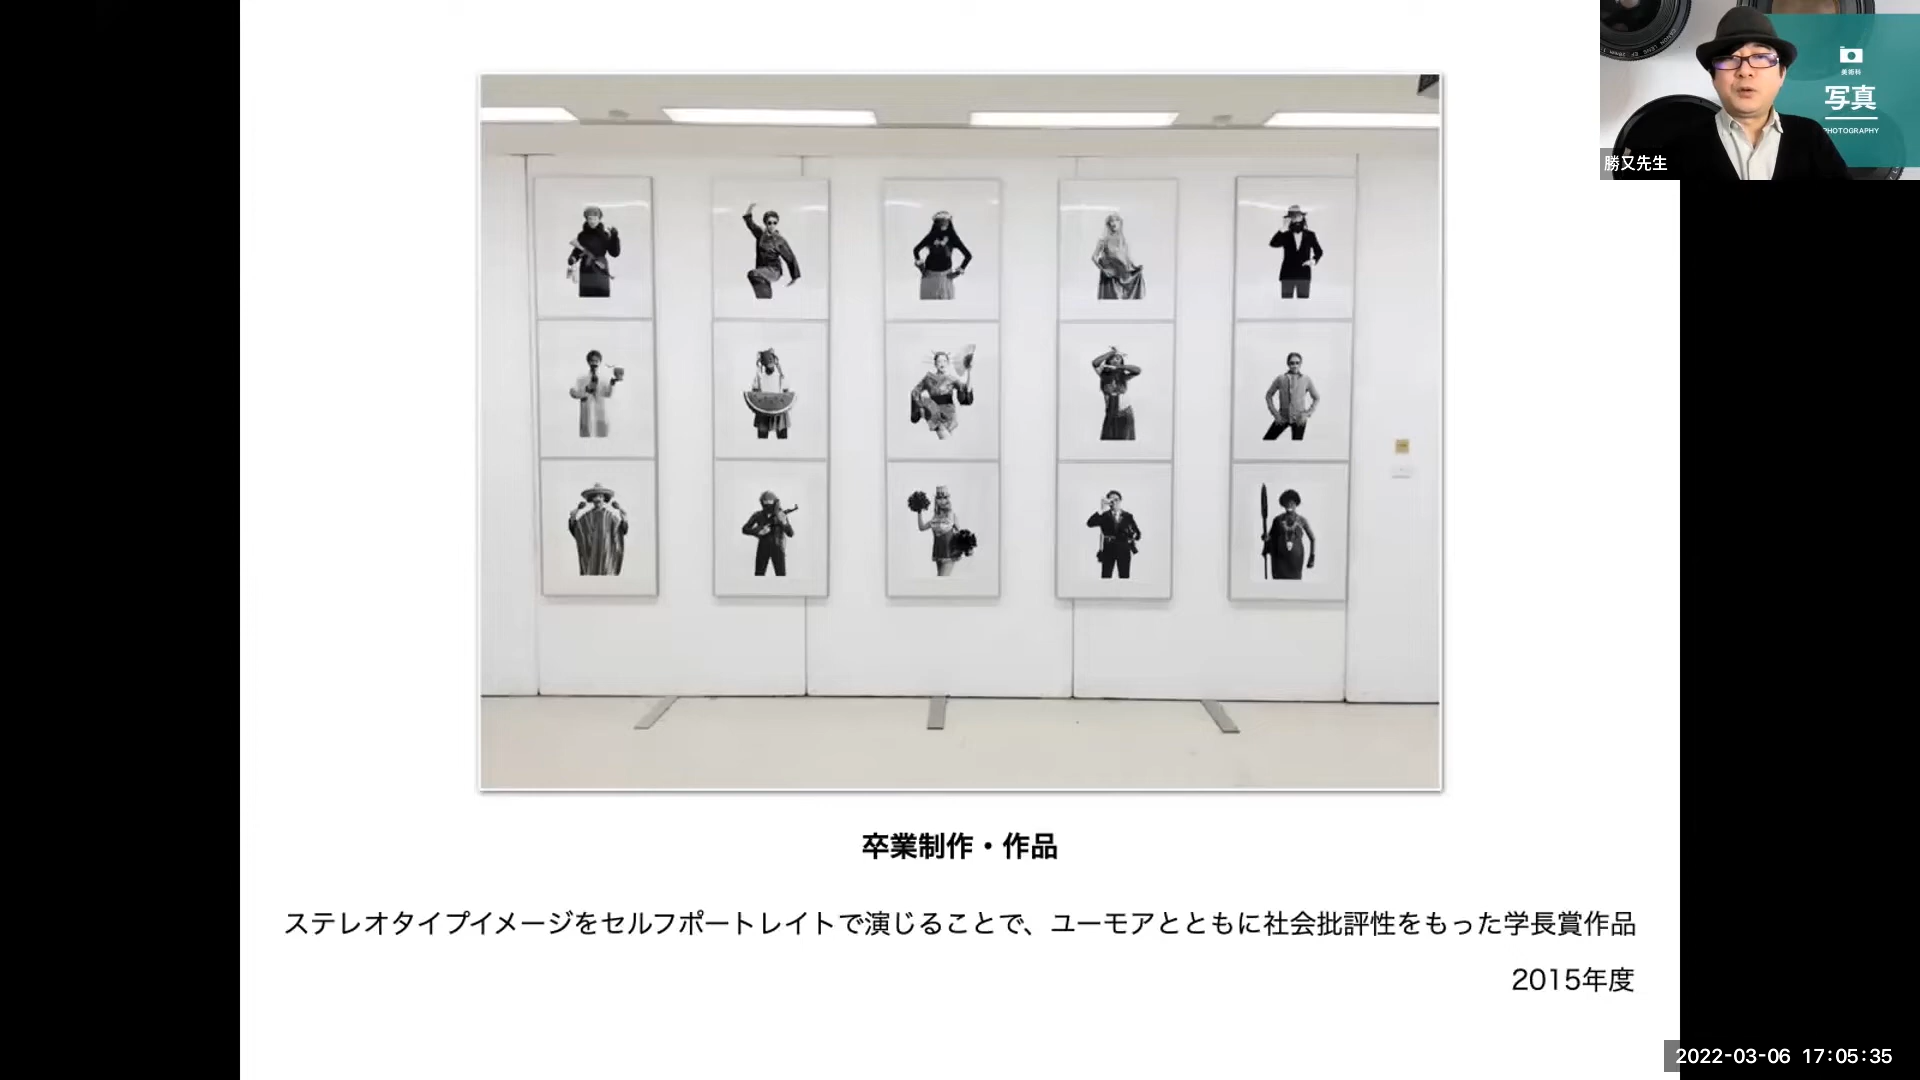 美術科
写真
PHOTOGRAPHY
勝又先生
卒業制作・作品
ステレオタイプイメージをセルフポートレイトで演じることで、ユーモアとともに社会批評性をもった学長賞作品
2015年度
2022-03-06 17:05:35